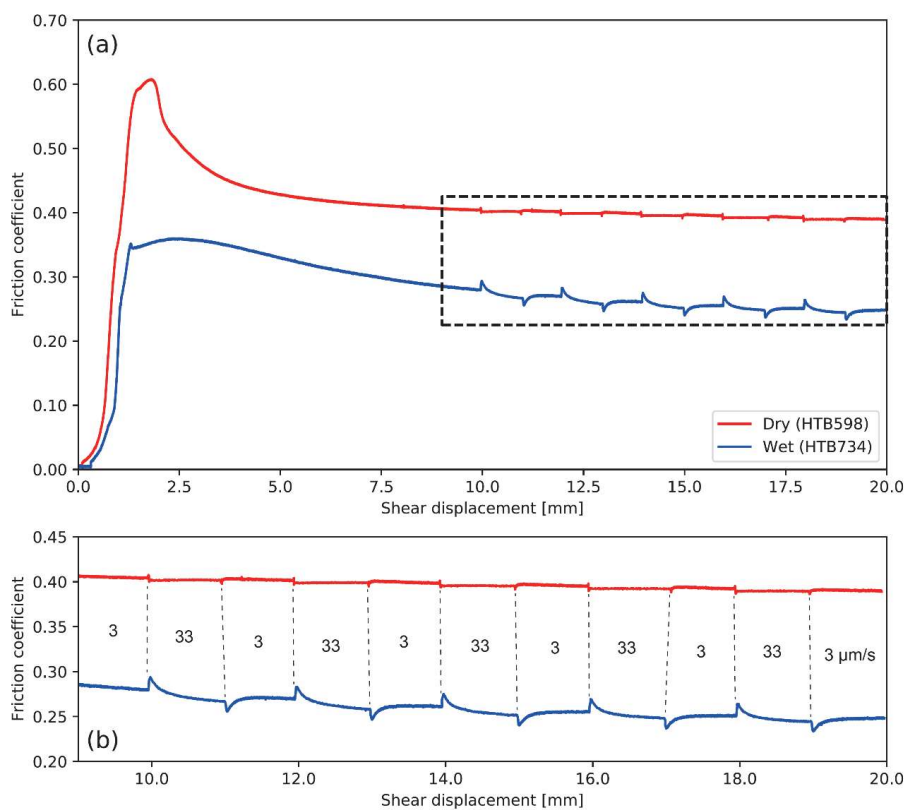 (a)
0.70
0.60
0.50
0.40
0.30
0.20
0.10
0.00
Friction coefficient
Dry (HTB598)
Wet (HTB734)
0.0 2.5 5.0 7.5 10.0 12.5 15.0 17.5 20.0
Shear displacement [mm]
0.45
0.40
0.35
0.30
0.25
0.20
Friction coefficient
3 33 3 33 3 33 3 33 3 33 3 µm/s
(b)
10.0 12.0 14.0 16.0 18.0 20.0
Shear displacement [mm]